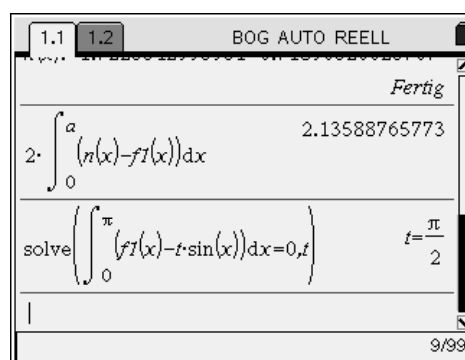 1.1 1.2 BOG AUTO REELL
Fertig
2·∫₀ᵃ(n(x)-f1(x))dx 2.13588765773
solve(∫₀^π(f1(x)-t·sin(x))dx=0,t) t=π/2
9/99